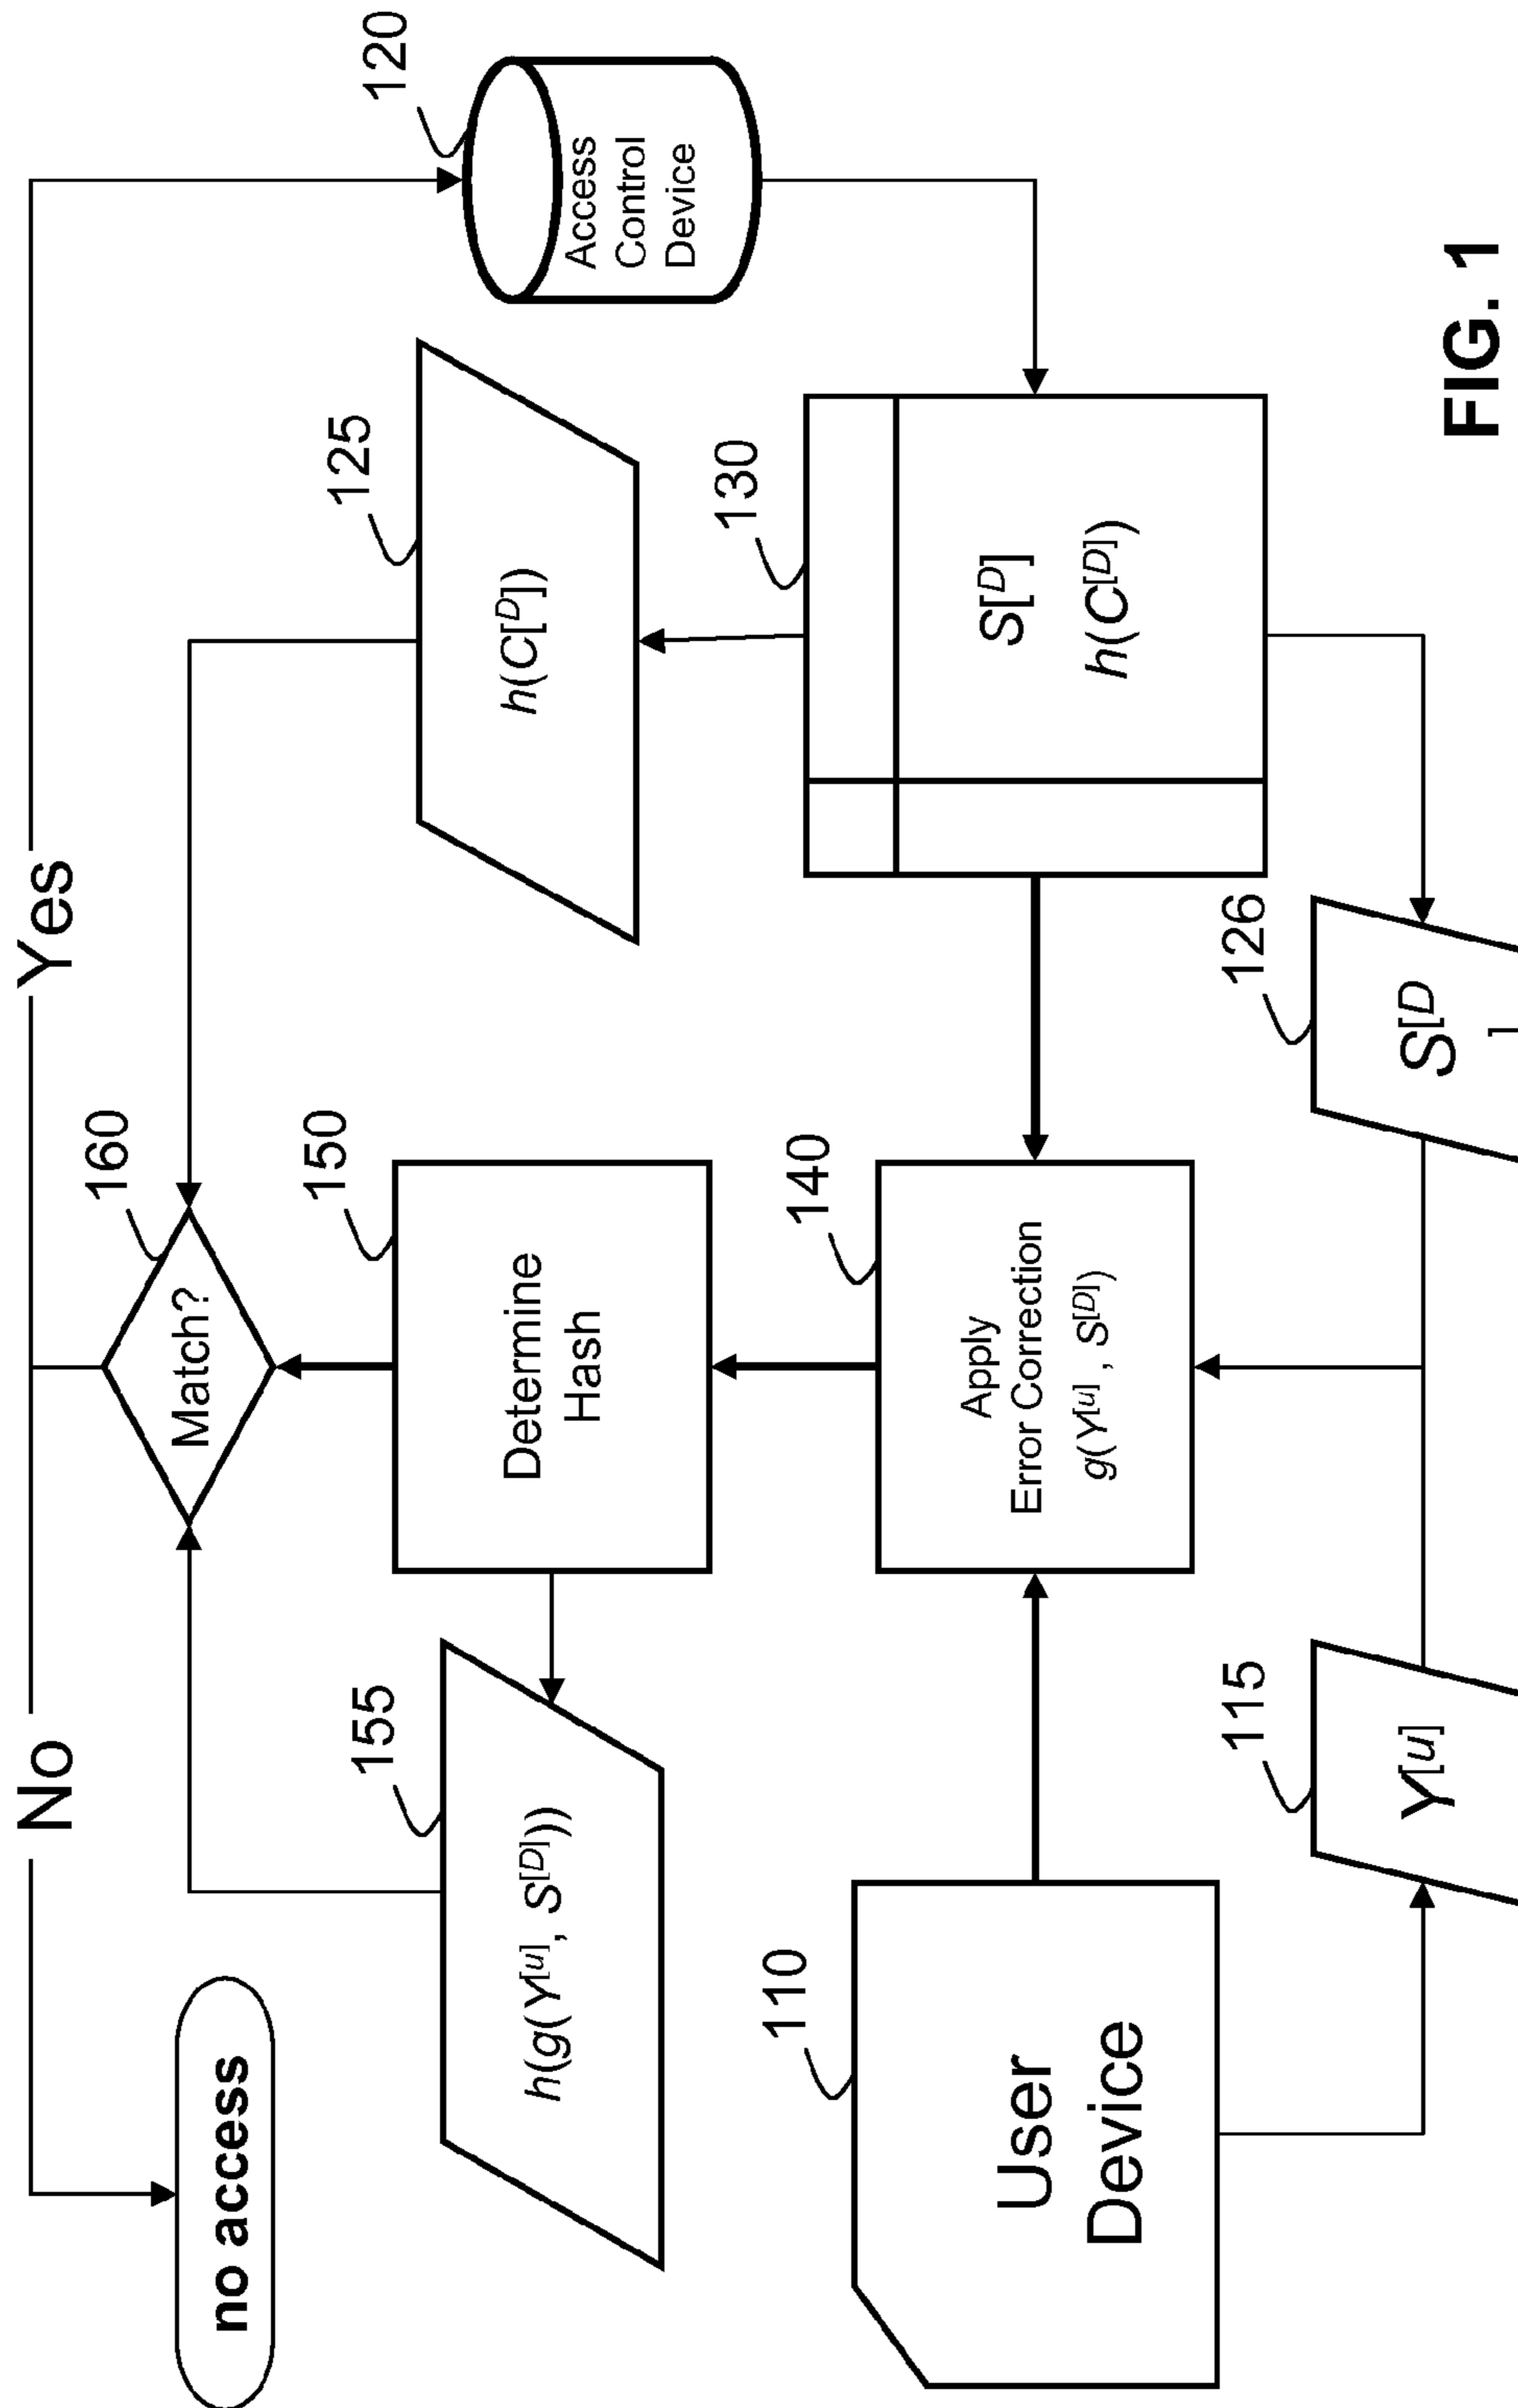 no access
No
Yes
155
h(g(Y[u], S[D]))
160
Match?
150
Determine
Hash
125
h(C[D])
120
Access
Control
Device
110
User
Device
140
Apply
Error Correction
g(Y[u], S[D])
130
S[D]
h(C[D])
115
Y[u]
126
S[D
]
FIG. 1